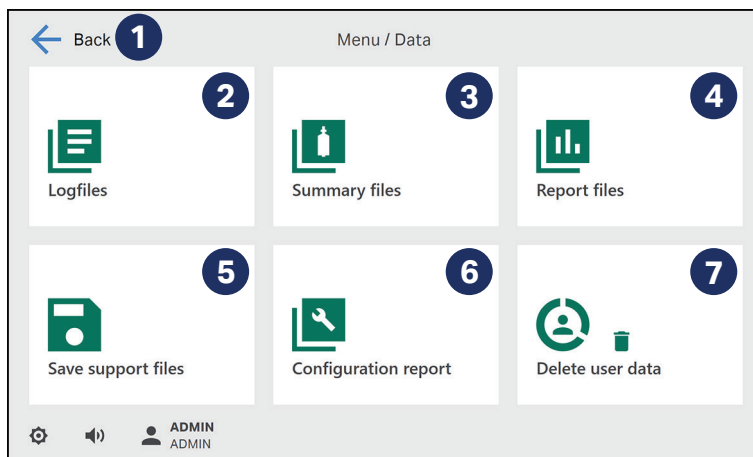 Back 1 Menu / Data
2 3 4
Logfiles Summary files Report files
5 6 7
Save support files Configuration report Delete user data
ADMIN
ADMIN